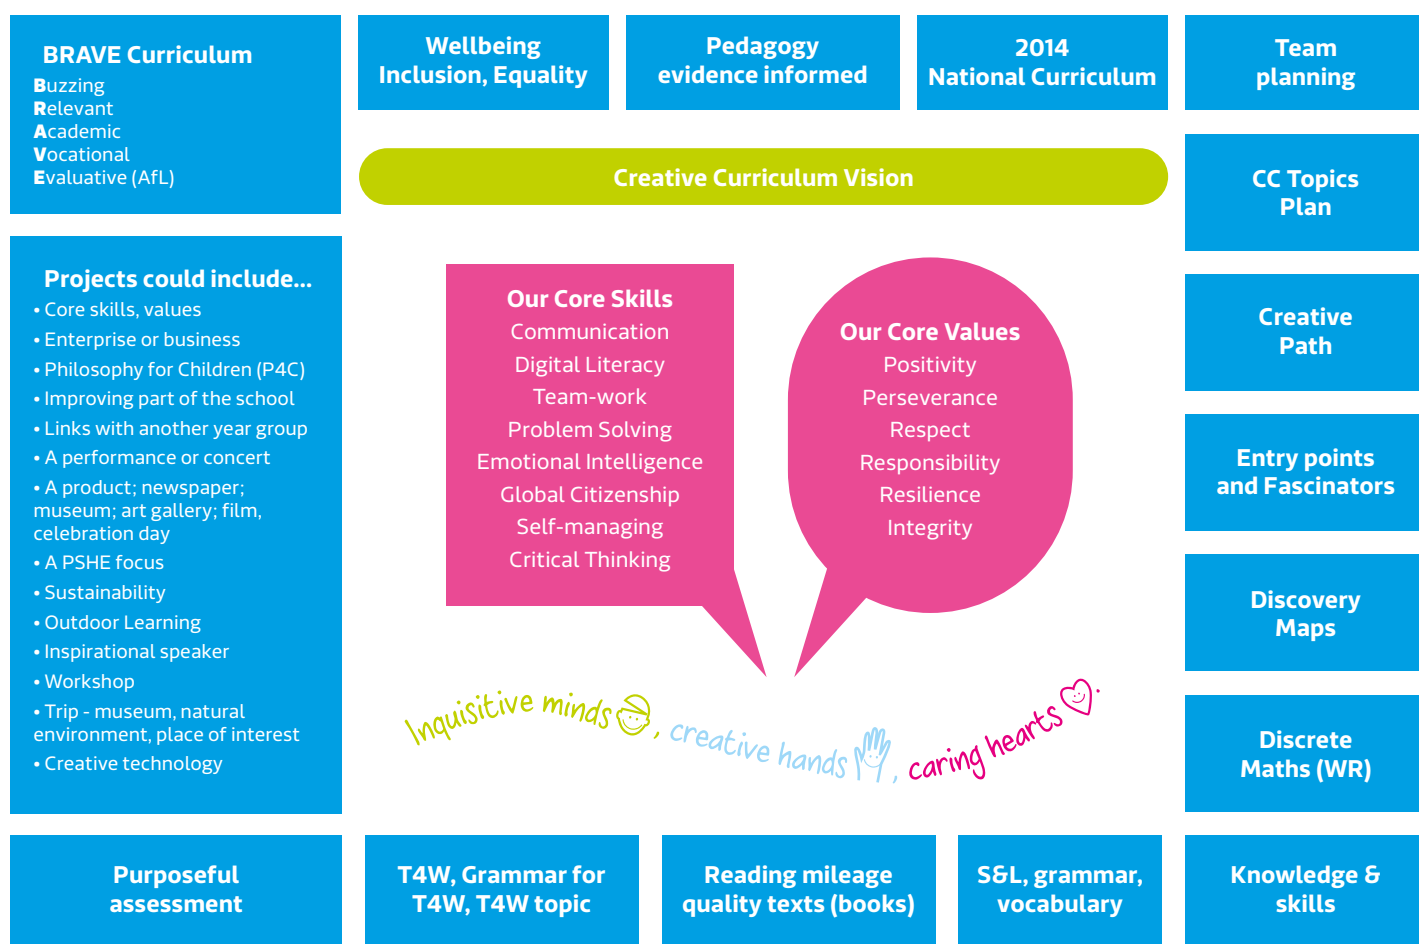 BRAVE Curriculum
Buzzing
Relevant
Academic
Vocational
Evaluative (AfL)
Wellbeing
Inclusion, Equality
Pedagogy
evidence informed
2014
National Curriculum
Team
planning
Creative Curriculum Vision
CC Topics
Plan
Projects could include...
• Core skills, values
• Enterprise or business
• Philosophy for Children (P4C)
• Improving part of the school
• Links with another year group
• A performance or concert
• A product; newspaper;
museum; art gallery; film,
celebration day
• A PSHE focus
• Sustainability
• Outdoor Learning
• Inspirational speaker
• Workshop
• Trip - museum, natural
environment, place of interest
• Creative technology
Our Core Skills
Communication
Digital Literacy
Team-work
Problem Solving
Emotional Intelligence
Global Citizenship
Self-managing
Critical Thinking
Our Core Values
Positivity
Perseverance
Respect
Responsibility
Resilience
Integrity
Creative
Path
Entry points
and Fascinators
Discovery
Maps
Discrete
Maths (WR)
Inquisitive minds, creative hands, caring hearts.
Purposeful
assessment
T4W, Grammar for
T4W, T4W topic
Reading mileage
quality texts (books)
S&L, grammar,
vocabulary
Knowledge &
skills